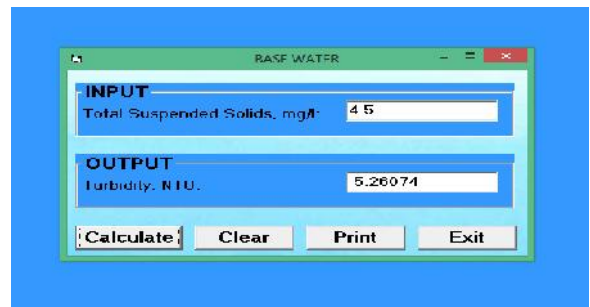 BASE WATER
INPUT
Total Suspended Solids, mg/l:
4.5
OUTPUT
Turbidity, NTU.
5.26074
Calculate Clear Print Exit